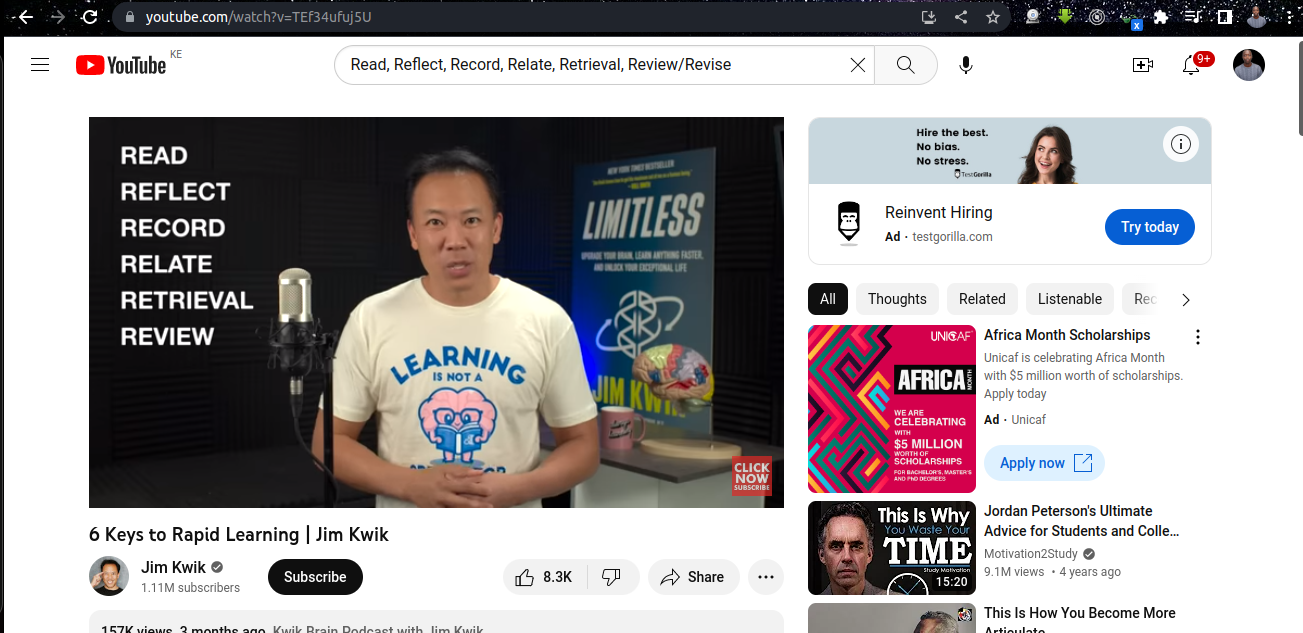 youtube.com/watch?v=TEf34ufuj5U
x
YouTube KE
Read, Reflect, Record, Relate, Retrieval, Review/Revise
9+
READ
REFLECT
RECORD
RELATE
RETRIEVAL
REVIEW
NEW YORK TIMES BESTSELLER
LIMITLESS
UPGRADE YOUR BRAIN, LEARN ANYTHING FASTER,
AND UNLOCK YOUR EXCEPTIONAL LIFE
JIM KWIK
LEARNING
IS NOT A
CLICK
NOW
SUBSCRIBE
6 Keys to Rapid Learning | Jim Kwik
Jim Kwik
1.11M subscribers
Subscribe
8.3K
Share
157K views 3 months ago Kwik Brain Podcast with Jim Kwik
Hire the best.
No bias.
No stress.
TestGorilla
Reinvent Hiring
Ad · testgorilla.com
Try today
All
Thoughts
Related
Listenable
Rec
UNICAF
AFRICA MONTH
WE ARE
CELEBRATING
WITH
$5 MILLION
WORTH OF
SCHOLARSHIPS
FOR BACHELOR'S, MASTER'S
AND PhD DEGREES
Africa Month Scholarships
Unicaf is celebrating Africa Month
with $5 million worth of scholarships.
Apply today
Ad · Unicaf
Apply now
This Is Why
You Waste Your
TIME
Study Motivation
15:20
Jordan Peterson's Ultimate
Advice for Students and Colle...
Motivation2Study
9.1M views · 4 years ago
This Is How You Become More
Articulate